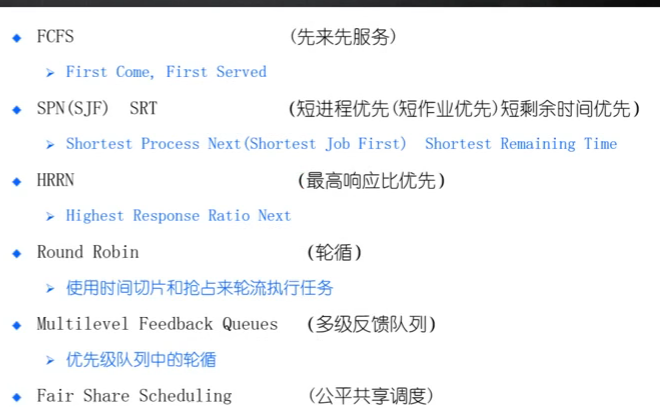 FCFS (先来先服务)
First Come, First Served
SPN(SJF) SRT (短进程优先(短作业优先)短剩余时间优先)
Shortest Process Next(Shortest Job First) Shortest Remaining Time
HRRN (最高响应比优先)
Highest Response Ratio Next
Round Robin (轮循)
使用时间切片和抢占来轮流执行任务
Multilevel Feedback Queues (多级反馈队列)
优先级队列中的轮循
Fair Share Scheduling (公平共享调度)